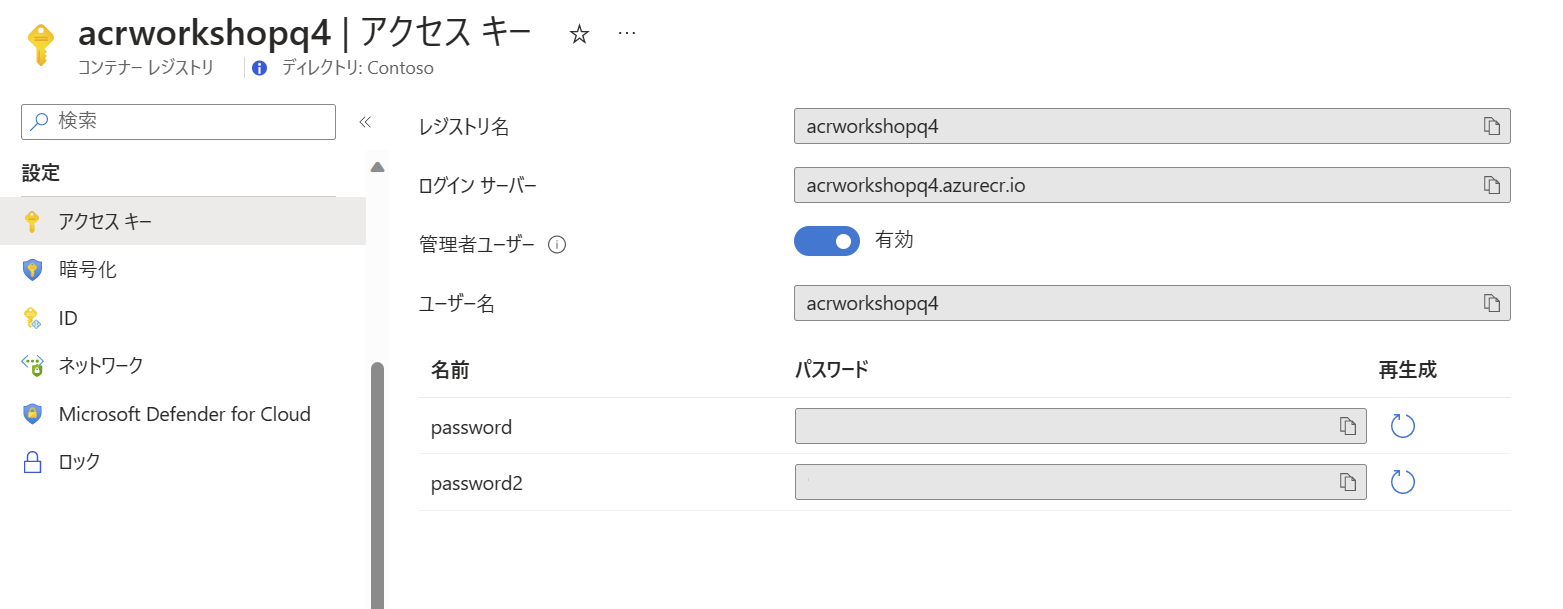 acrworkshopq4 | アクセス キー
コンテナー レジストリ
ディレクトリ: Contoso
検索
設定
アクセス キー
暗号化
ID
ネットワーク
Microsoft Defender for Cloud
ロック
レジストリ名
acrworkshopq4
ログイン サーバー
acrworkshopq4.azurecr.io
管理者ユーザー
有効
ユーザー名
acrworkshopq4
名前 パスワード 再生成
password
password2